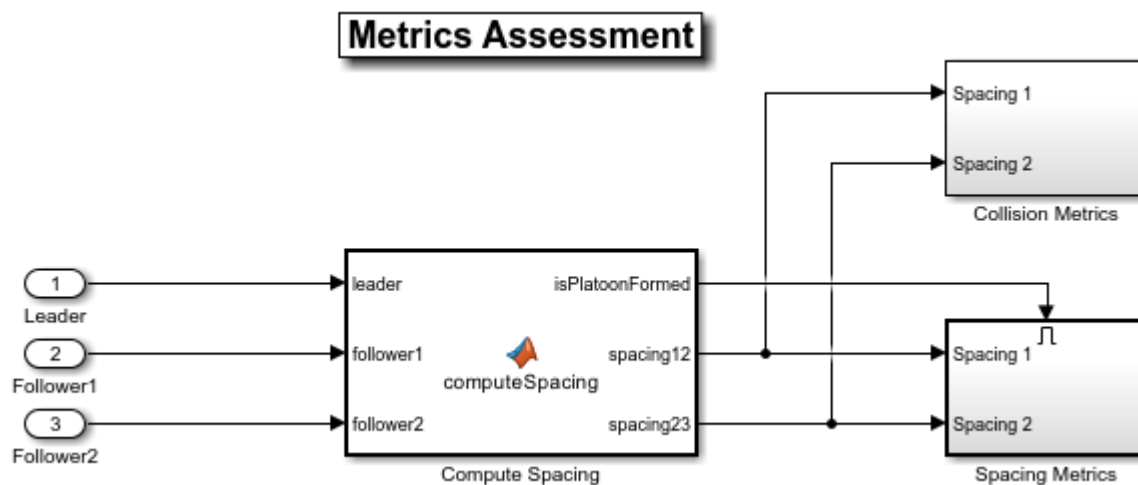 Metrics Assessment
Spacing 1
Spacing 2
Collision Metrics
1
Leader
2
Follower1
3
Follower2
leader
follower1
follower2
computeSpacing
isPlatoonFormed
spacing12
spacing23
Compute Spacing
Spacing 1
Spacing 2
Spacing Metrics